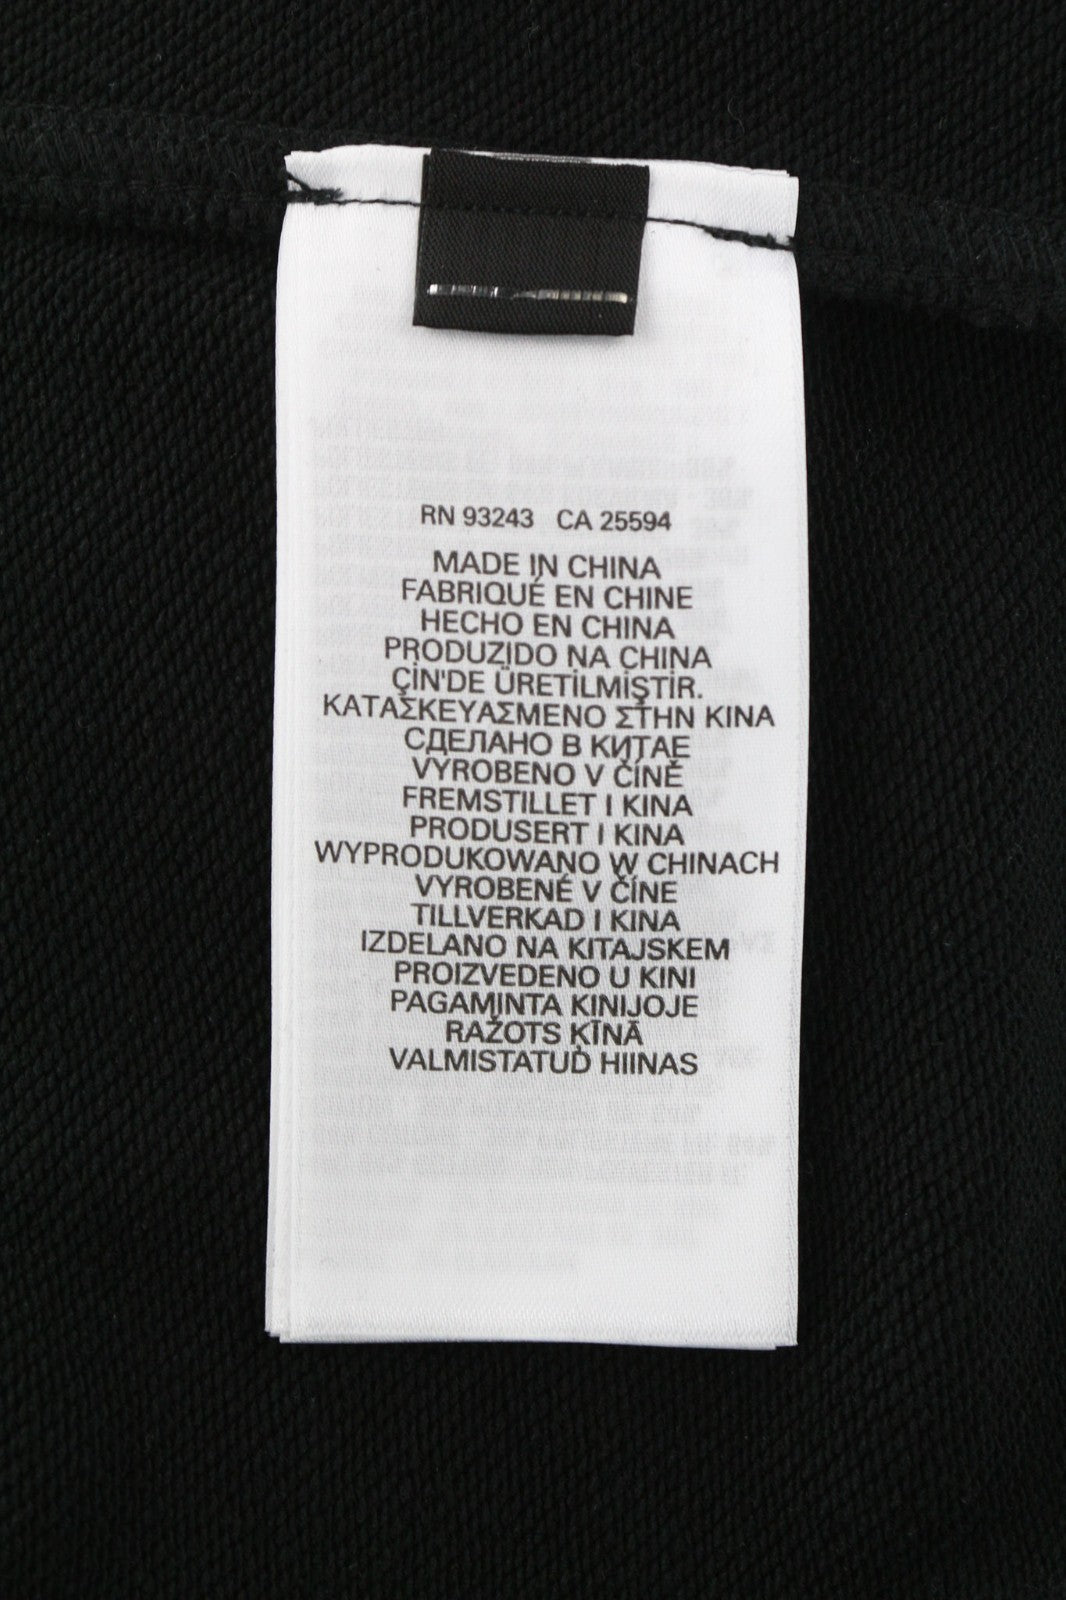 RN 93243 CA 25594
MADE IN CHINA
FABRIQUÉ EN CHINE
HECHO EN CHINA
PRODUZIDO NA CHINA
ÇİN'DE ÜRETİLMİŞTİR.
ΚΑΤΑΣΚΕΥΑΣΜΕΝΟ ΣΤΗΝ ΚΙΝΑ
СДЕЛАНО В КИТАЕ
VYROBENO V ČÍNĚ
FREMSTILLET I KINA
PRODUSERT I KINA
WYPRODUKOWANO W CHINACH
VYROBENÉ V ČÍNE
TILLVERKAD I KINA
IZDELANO NA KITAJSKEM
PROIZVEDENO U KINI
PAGAMINTA KINIJOJE
RAŽOTS ĶĪNĀ
VALMISTATUD HIINAS